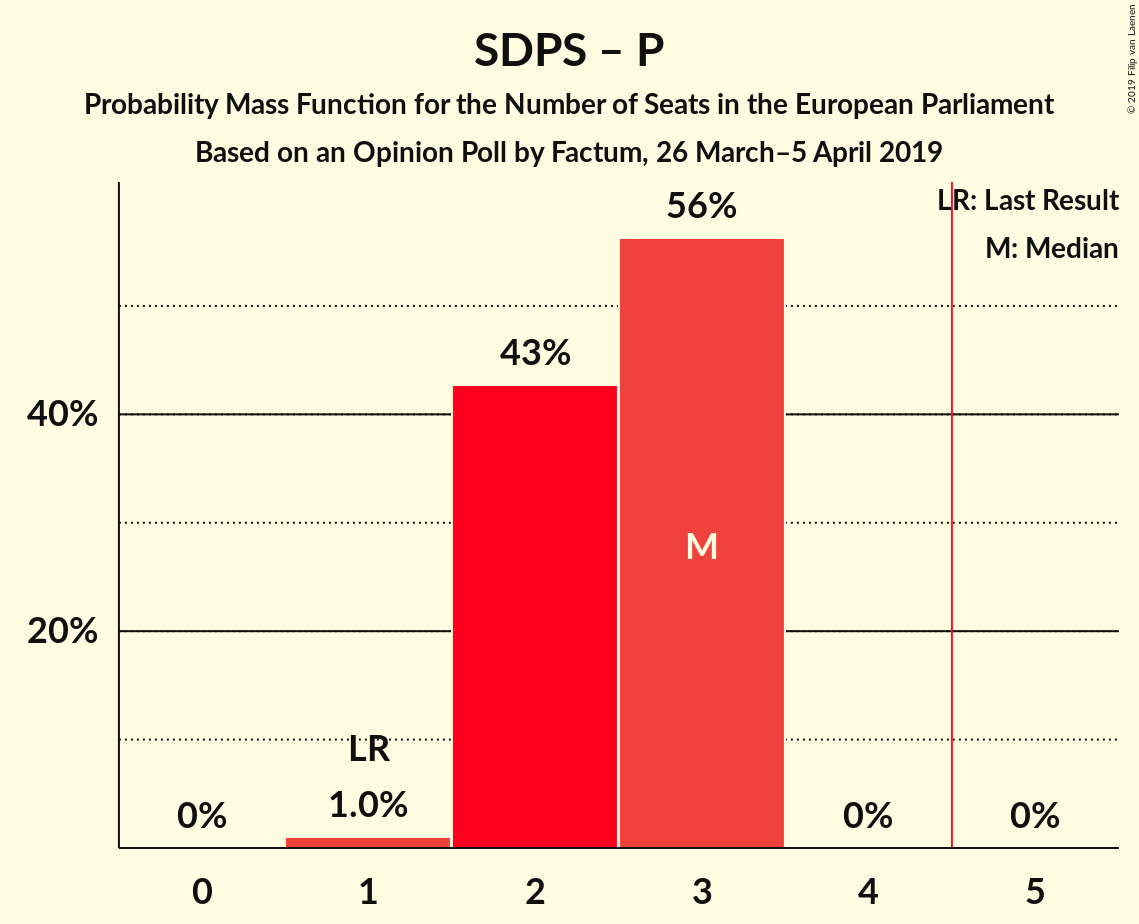 SDPS – P
Probability Mass Function for the Number of Seats in the European Parliament
Based on an Opinion Poll by Factum, 26 March–5 April 2019
© 2019 Filip van Laenen
LR: Last Result
M: Median
56%
43%
40%
M
20%
LR
1.0%
0%
0%
0%
0 1 2 3 4 5